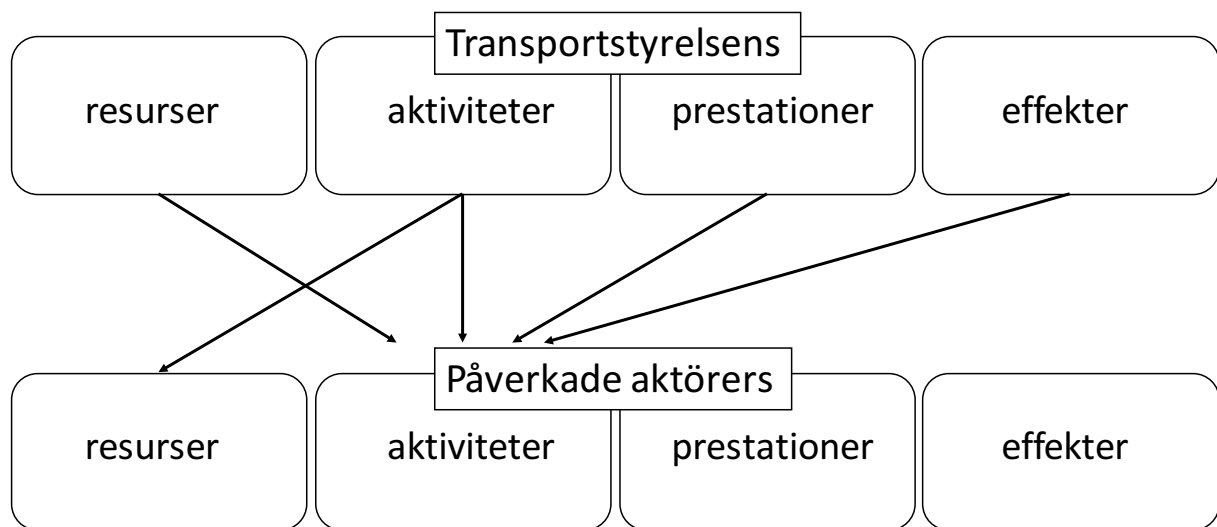 Transportstyrelsens
resurser
aktiviteter
prestationer
effekter
Påverkade aktörers
resurser
aktiviteter
prestationer
effekter